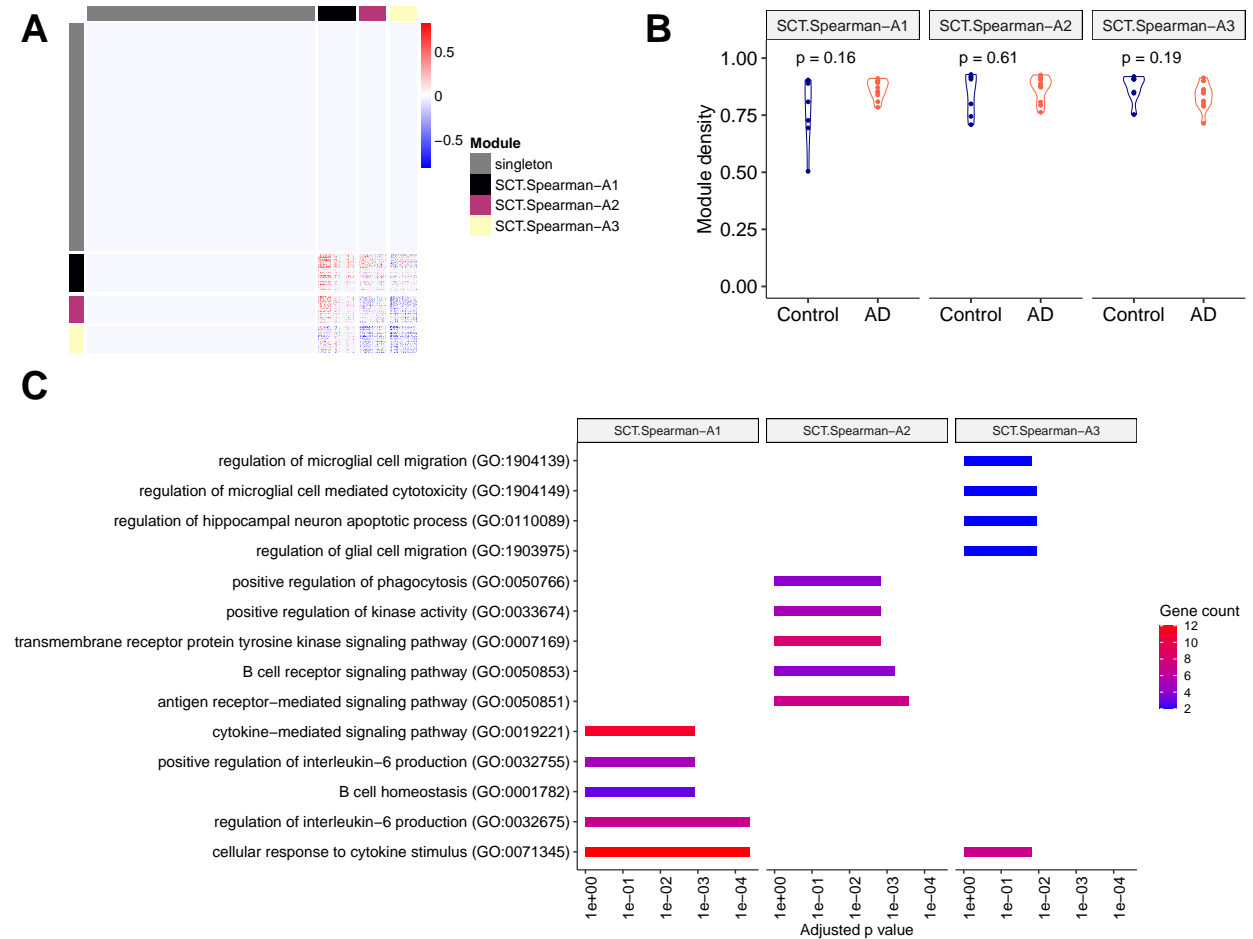 A
0.5
0
−0.5
Module
singleton
SCT.Spearman−A1
SCT.Spearman−A2
SCT.Spearman−A3
B
SCT.Spearman−A1
SCT.Spearman−A2
SCT.Spearman−A3
p = 0.16
p = 0.61
p = 0.19
Module density
1.00
0.75
0.50
0.25
0.00
Control
AD
Control
AD
Control
AD
C
SCT.Spearman−A1
SCT.Spearman−A2
SCT.Spearman−A3
regulation of microglial cell migration (GO:1904139)
regulation of microglial cell mediated cytotoxicity (GO:1904149)
regulation of hippocampal neuron apoptotic process (GO:0110089)
regulation of glial cell migration (GO:1903975)
positive regulation of phagocytosis (GO:0050766)
positive regulation of kinase activity (GO:0033674)
transmembrane receptor protein tyrosine kinase signaling pathway (GO:0007169)
B cell receptor signaling pathway (GO:0050853)
antigen receptor−mediated signaling pathway (GO:0050851)
cytokine−mediated signaling pathway (GO:0019221)
positive regulation of interleukin−6 production (GO:0032755)
B cell homeostasis (GO:0001782)
regulation of interleukin−6 production (GO:0032675)
cellular response to cytokine stimulus (GO:0071345)
1e+00
1e−01
1e−02
1e−03
1e−04
1e+00
1e−01
1e−02
1e−03
1e−04
1e+00
1e−01
1e−02
1e−03
1e−04
Adjusted p value
Gene count
12
10
8
6
4
2